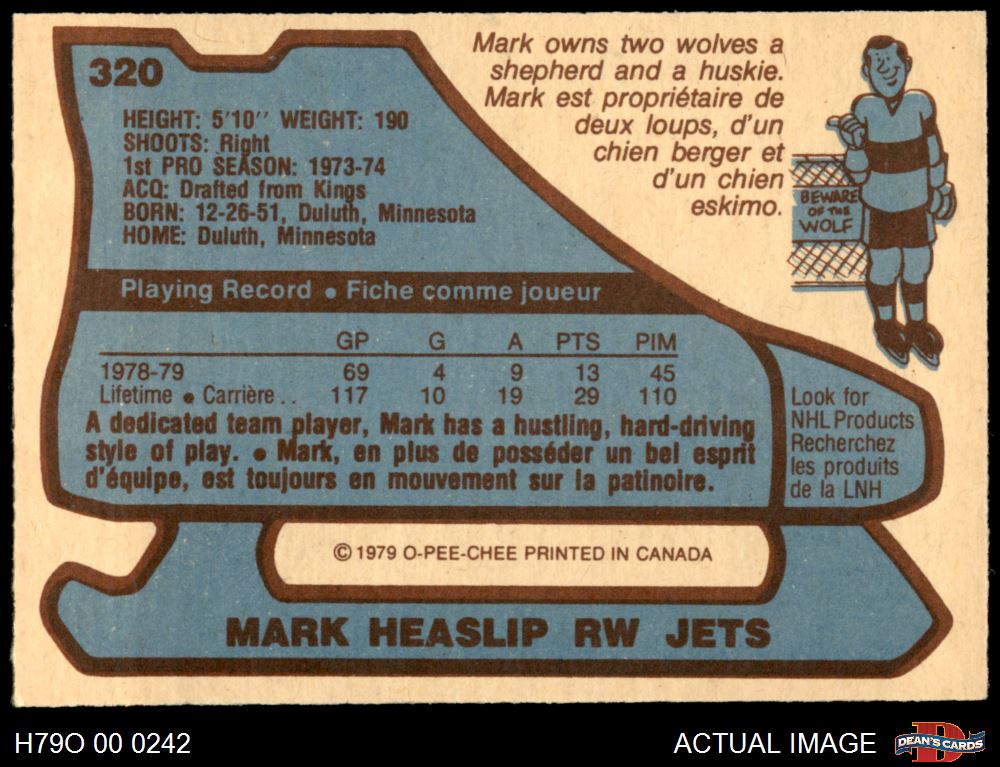 320
HEIGHT: 5'10'' WEIGHT: 190
SHOOTS: Right
1st PRO SEASON: 1973-74
ACQ: Drafted from Kings
BORN: 12-26-51, Duluth, Minnesota
HOME: Duluth, Minnesota
Mark owns two wolves a
shepherd and a huskie.
Mark est propriétaire de
deux loups, d'un
chien berger et
d'un chien
eskimo.
BEWARE
OF THE
WOLF
Playing Record • Fiche comme joueur
GP G A PTS PIM
1978-79 69 4 9 13 45
Lifetime • Carrière . . 117 10 19 29 110
A dedicated team player, Mark has a hustling, hard-driving
style of play. • Mark, en plus de posséder un bel esprit
d'équipe, est toujours en mouvement sur la patinoire.
Look for
NHL Products
Recherchez
les produits
de la LNH
© 1979 O-PEE-CHEE PRINTED IN CANADA
MARK HEASLIP RW JETS
H79O 00 0242
ACTUAL IMAGE
DEAN'S CARDS